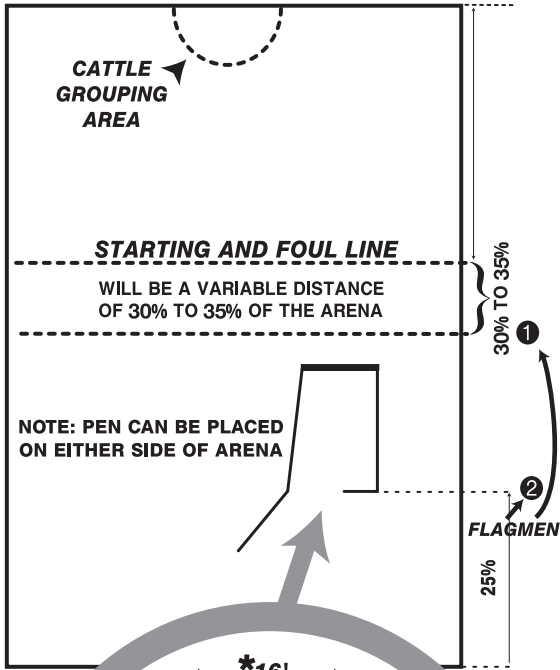 CATTLE
GROUPING
AREA
STARTING AND FOUL LINE
WILL BE A VARIABLE DISTANCE
OF 30% TO 35% OF THE ARENA
30% TO 35%
1
NOTE: PEN CAN BE PLACED
ON EITHER SIDE OF ARENA
2
FLAGMEN
25%
*16'